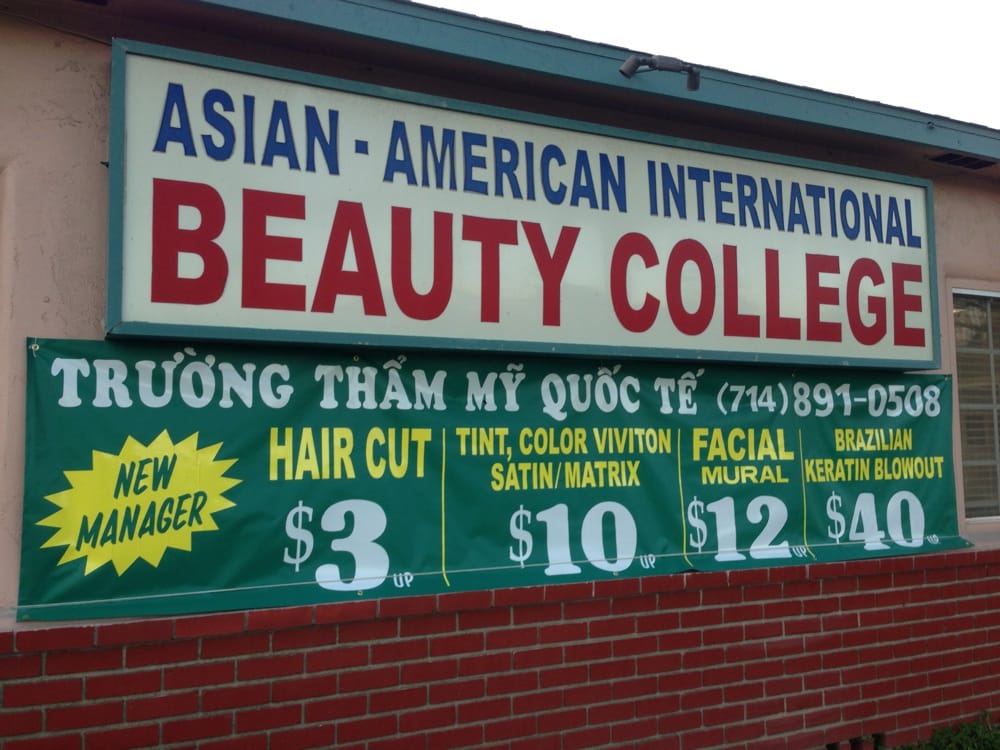 ASIAN - AMERICAN INTERNATIONAL
BEAUTY COLLEGE
TRƯỜNG THẨM MỸ QUỐC TẾ (714) 891-0508
NEW
MANAGER
HAIR CUT
$3 UP
TINT, COLOR VIVITON
SATIN/MATRIX
$10 UP
FACIAL
MURAL
$12 UP
BRAZILIAN
KERATIN BLOWOUT
$40 UP